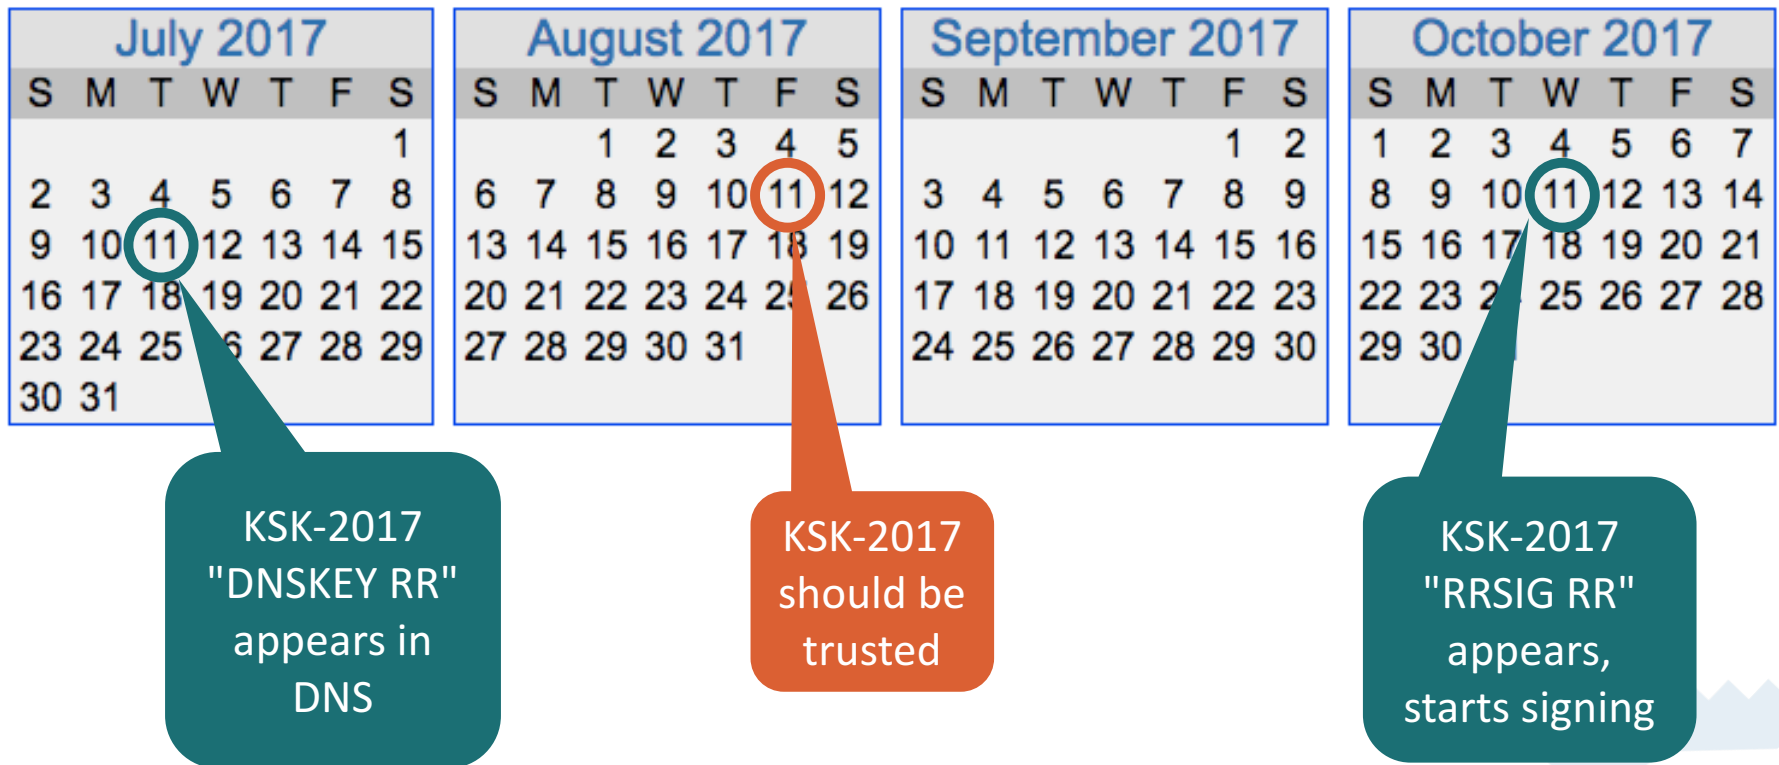 July 2017
S M T W T F S
1
2 3 4 5 6 7 8
9 10 11 12 13 14 15
16 17 18 19 20 21 22
23 24 25 26 27 28 29
30 31
August 2017
S M T W T F S
1 2 3 4 5
6 7 8 9 10 11 12
13 14 15 16 17 18 19
20 21 22 23 24 25 26
27 28 29 30 31
September 2017
S M T W T F S
1 2
3 4 5 6 7 8 9
10 11 12 13 14 15 16
17 18 19 20 21 22 23
24 25 26 27 28 29 30
October 2017
S M T W T F S
1 2 3 4 5 6 7
8 9 10 11 12 13 14
15 16 17 18 19 20 21
22 23 24 25 26 27 28
29 30
KSK-2017
"DNSKEY RR"
appears in
DNS
KSK-2017
should be
trusted
KSK-2017
"RRSIG RR"
appears,
starts signing